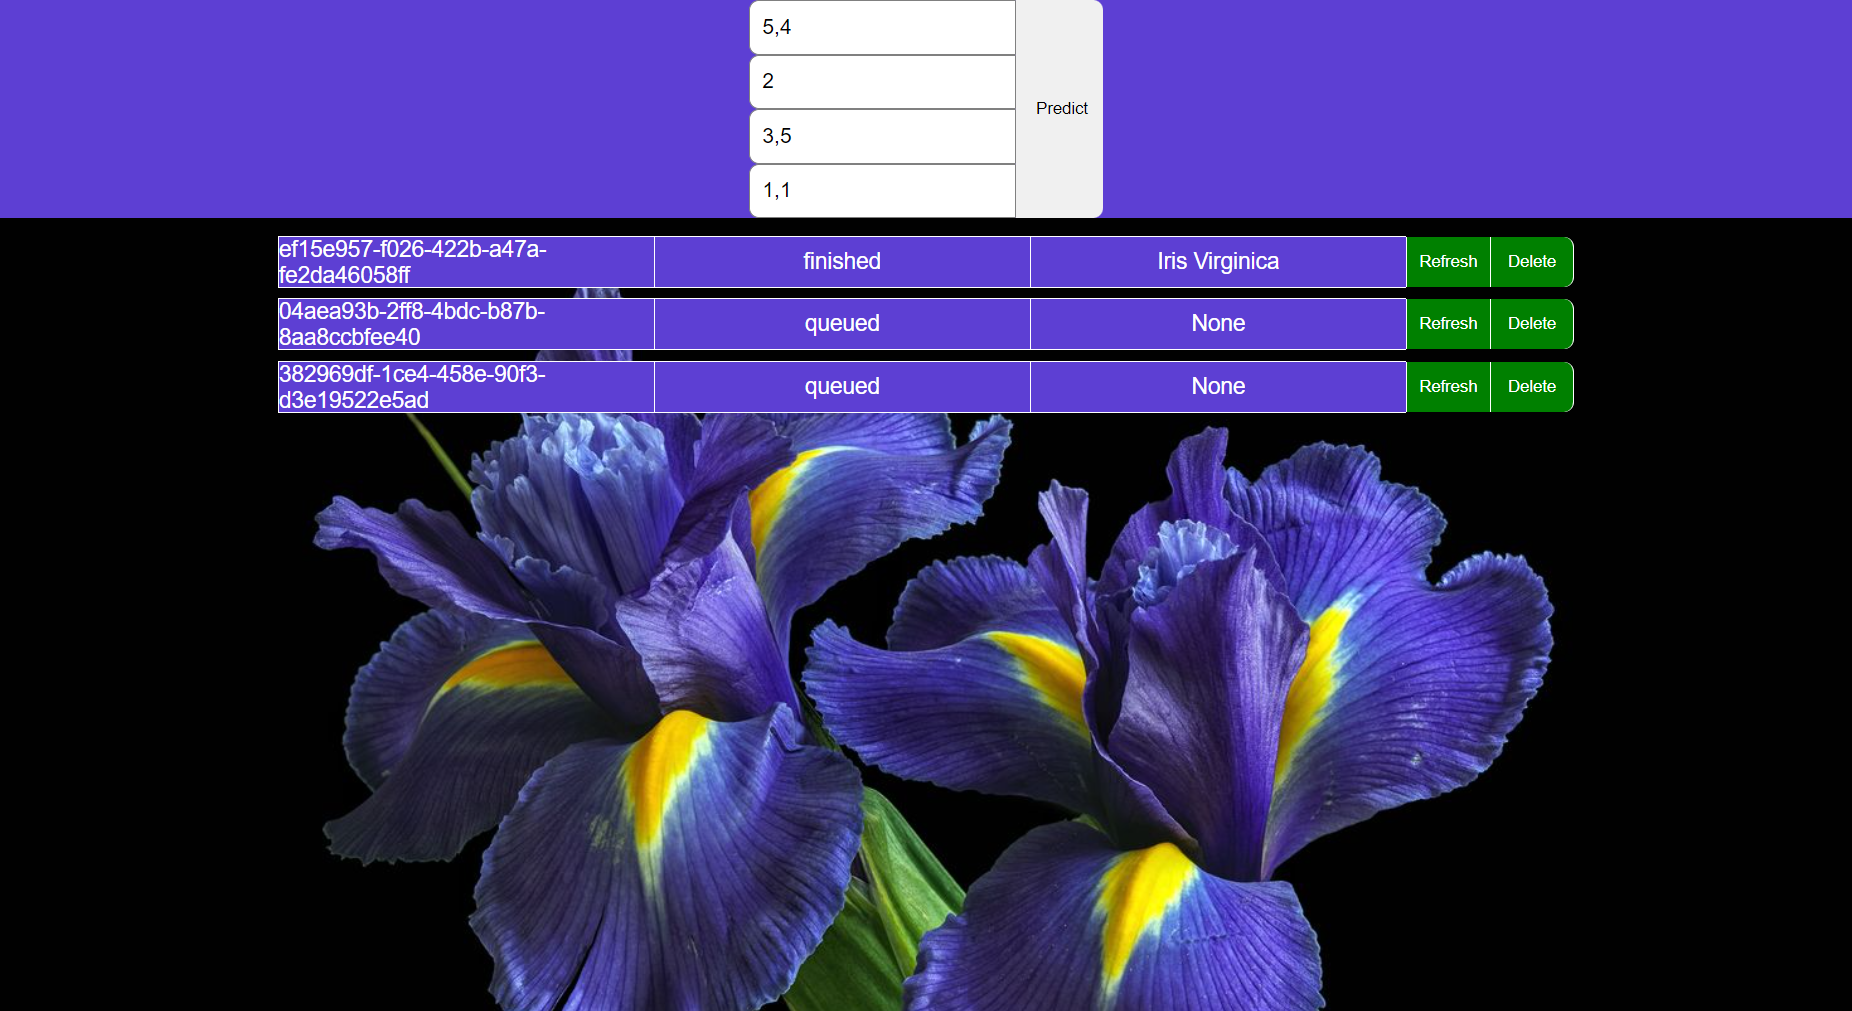 5,4
2
3,5
1,1
Predict
ef15e957-f026-422b-a47a-
fe2da46058ff
finished
Iris Virginica
Refresh
Delete
04aea93b-2ff8-4bdc-b87b-
8aa8ccbfee40
queued
None
Refresh
Delete
382969df-1ce4-458e-90f3-
d3e19522e5ad
queued
None
Refresh
Delete